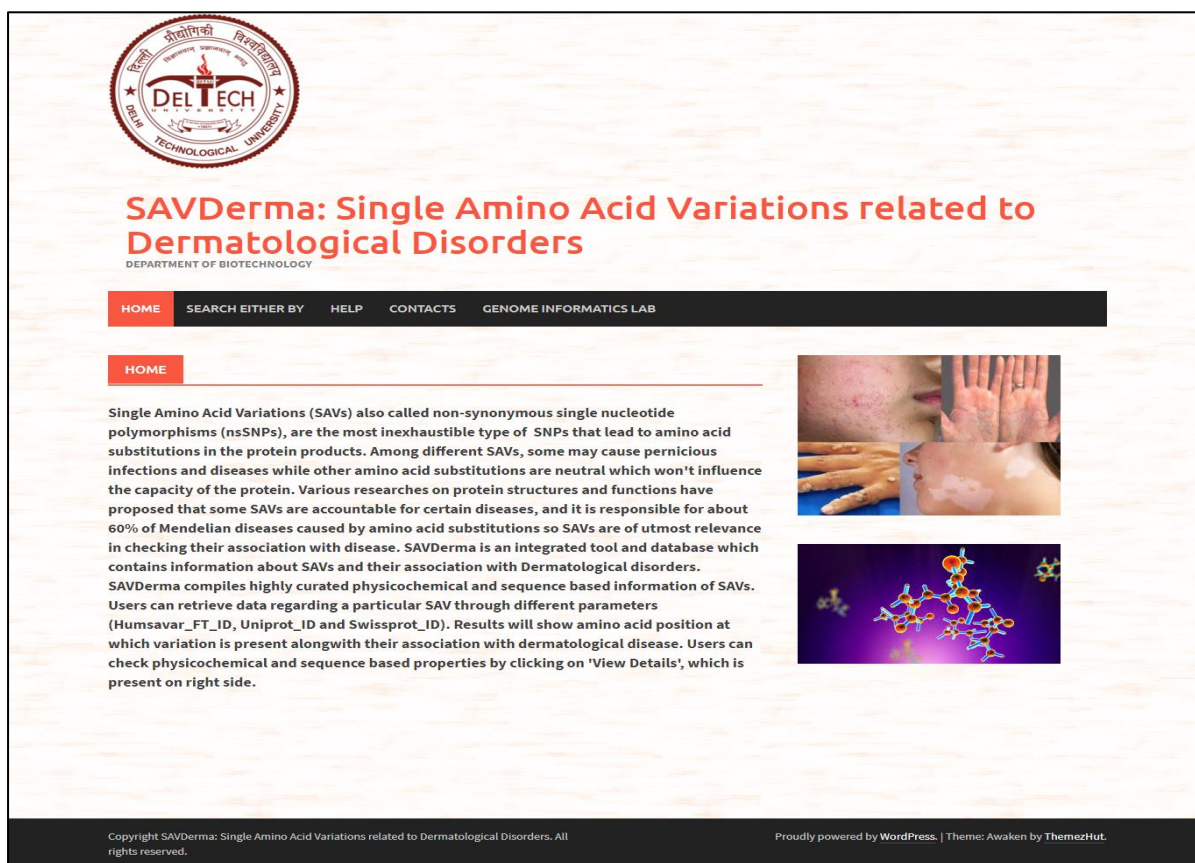 दिल्ली प्रौद्योगिकी विश्वविद्यालय
DELTECH
UNIVERSITY
DELHI TECHNOLOGICAL UNIVERSITY
SAVDerma: Single Amino Acid Variations related to
Dermatological Disorders
DEPARTMENT OF BIOTECHNOLOGY
HOME SEARCH EITHER BY HELP CONTACTS GENOME INFORMATICS LAB
HOME
Single Amino Acid Variations (SAVs) also called non-synonymous single nucleotide
polymorphisms (nsSNPs), are the most inexhaustible type of SNPs that lead to amino acid
substitutions in the protein products. Among different SAVs, some may cause pernicious
infections and diseases while other amino acid substitutions are neutral which won't influence
the capacity of the protein. Various researches on protein structures and functions have
proposed that some SAVs are accountable for certain diseases, and it is responsible for about
60% of Mendelian diseases caused by amino acid substitutions so SAVs are of utmost relevance
in checking their association with disease. SAVDerma is an integrated tool and database which
contains information about SAVs and their association with Dermatological disorders.
SAVDerma compiles highly curated physicochemical and sequence based information of SAVs.
Users can retrieve data regarding a particular SAV through different parameters
(Humsavar_FT_ID, Uniprot_ID and Swissprot_ID). Results will show amino acid position at
which variation is present alongwith their association with dermatological disease. Users can
check physicochemical and sequence based properties by clicking on 'View Details', which is
present on right side.
Copyright SAVDerma: Single Amino Acid Variations related to Dermatological Disorders. All
rights reserved.
Proudly powered by WordPress. | Theme: Awaken by ThemezHut.